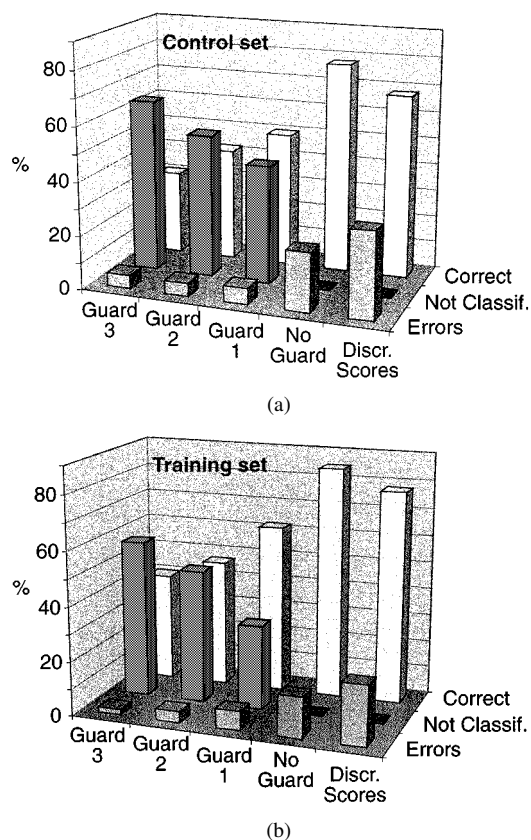 Control set
80
60
%
40
20
0
Guard 3
Guard 2
Guard 1
No Guard
Discr. Scores
Correct
Not Classif.
Errors
(a)
Training set
80
60
%
40
20
0
Guard 3
Guard 2
Guard 1
No Guard
Discr. Scores
Correct
Not Classif.
Errors
(b)